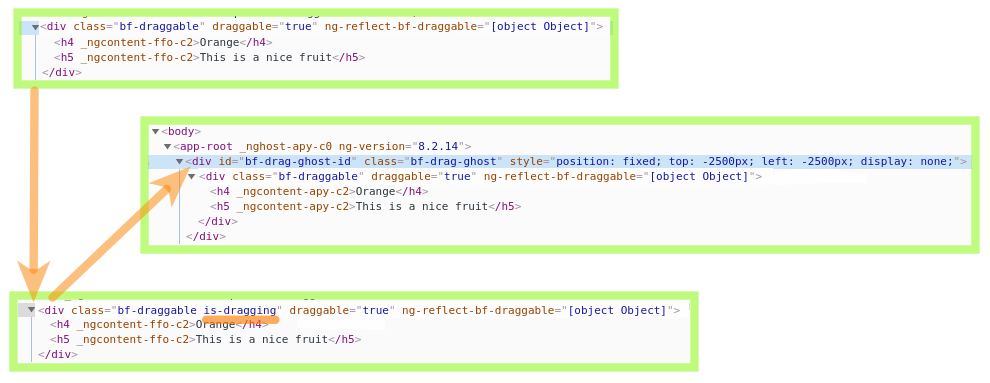 <div class="bf-draggable" draggable="true" ng-reflect-bf-draggable="[object Object]">
<h4 _ngcontent-ffo-c2>Orange</h4>
<h5 _ngcontent-ffo-c2>This is a nice fruit</h5>
</div>
<body>
<app-root _nghost-apy-c0 ng-version="8.2.14">
<div id="bf-drag-ghost-id" class="bf-drag-ghost" style="position: fixed; top: -2500px; left: -2500px; display: none;">
<div class="bf-draggable" draggable="true" ng-reflect-bf-draggable="[object Object]">
<h4 _ngcontent-apy-c2>Orange</h4>
<h5 _ngcontent-apy-c2>This is a nice fruit</h5>
</div>
</div>
<div class="bf-draggable is-dragging" draggable="true" ng-reflect-bf-draggable="[object Object]">
<h4 _ngcontent-ffo-c2>Orange</h4>
<h5 _ngcontent-ffo-c2>This is a nice fruit</h5>
</div>